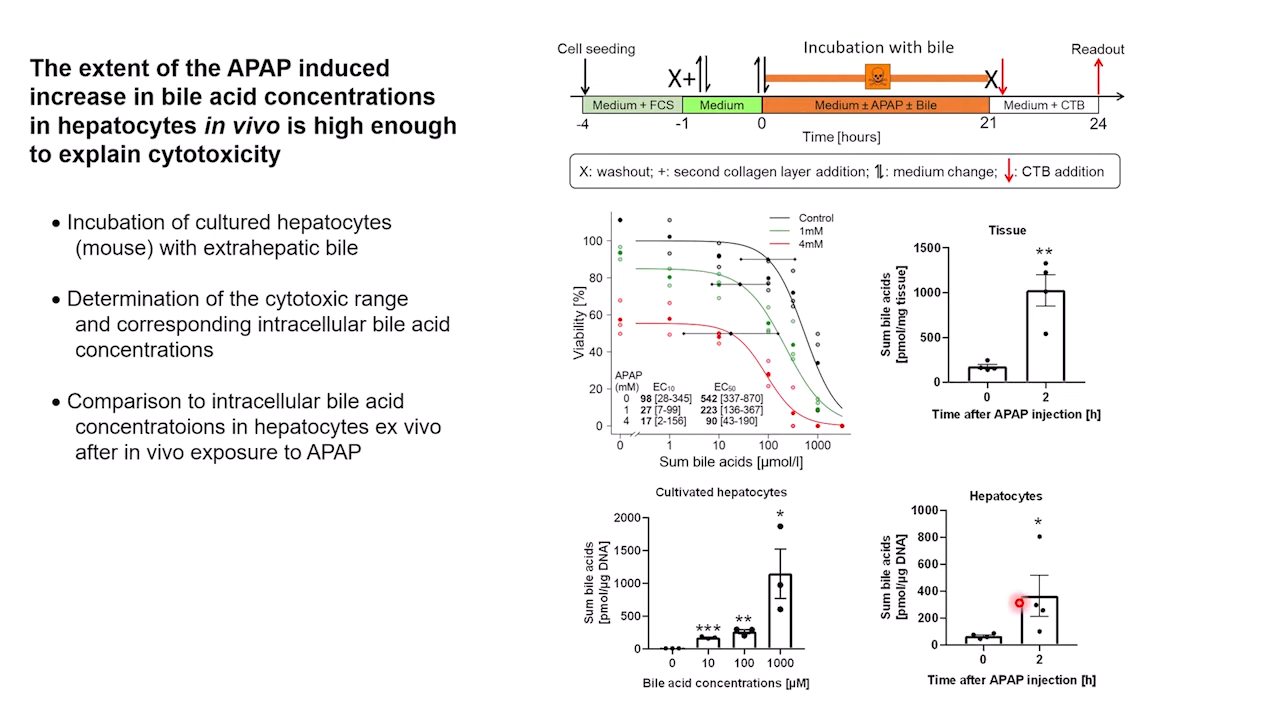 The extent of the APAP induced
increase in bile acid concentrations
in hepatocytes in vivo is high enough
to explain cytotoxicity
• Incubation of cultured hepatocytes
(mouse) with extrahepatic bile
• Determination of the cytotoxic range
and corresponding intracellular bile acid
concentrations
• Comparison to intracellular bile acid
concentratoions in hepatocytes ex vivo
after in vivo exposure to APAP
Cell seeding
Incubation with bile
Readout
X+
X
Medium + FCS
Medium
Medium ± APAP ± Bile
Medium + CTB
-4 -1 0 21 24
Time [hours]
X: washout; +: second collagen layer addition; ⥮: medium change; ↓: CTB addition
Control
1mM
4mM
Viability [%]
100
80
60
40
20
0
APAP
(mM) EC₁₀ EC₅₀
0 98 [28-345] 542 [337-870]
1 27 [7-99] 223 [136-367]
4 17 [2-156] 90 [43-190]
0 1 10 100 1000
Sum bile acids [µmol/l]
Tissue
Sum bile acids
[pmol/mg tissue]
1500
1000
500
0
**
0 2
Time after APAP injection [h]
Cultivated hepatocytes
Sum bile acids
[pmol/µg DNA]
2000
1500
1000
500
0
*** ** *
0 10 100 1000
Bile acid concentrations [µM]
Hepatocytes
Sum bile acids
[pmol/µg DNA]
1000
800
600
400
200
0
*
0 2
Time after APAP injection [h]